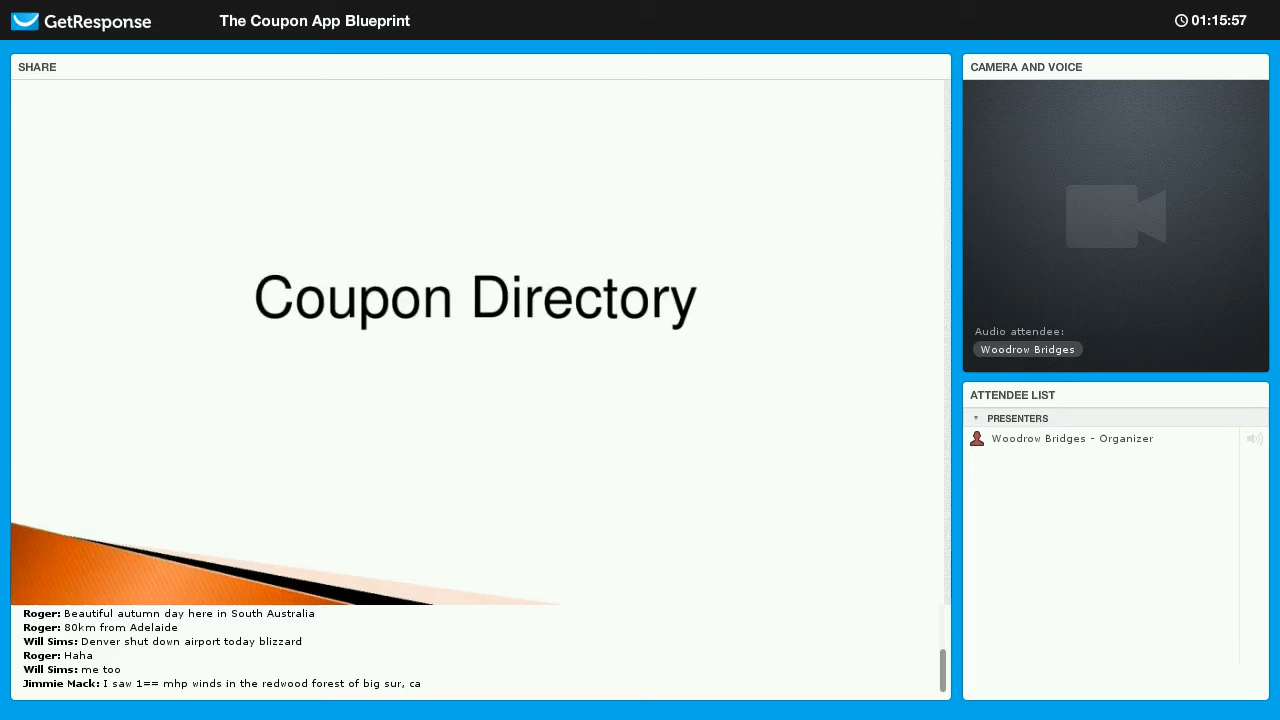 GetResponse
The Coupon App Blueprint
01:15:57
SHARE
Coupon Directory
Roger: Beautiful autumn day here in South Australia
Roger: 80km from Adelaide
Will Sims: Denver shut down airport today blizzard
Roger: Haha
Will Sims: me too
Jimmie Mack: I saw 1== mhp winds in the redwood forest of big sur, ca
CAMERA AND VOICE
Audio attendee:
Woodrow Bridges
ATTENDEE LIST
PRESENTERS
Woodrow Bridges - Organizer